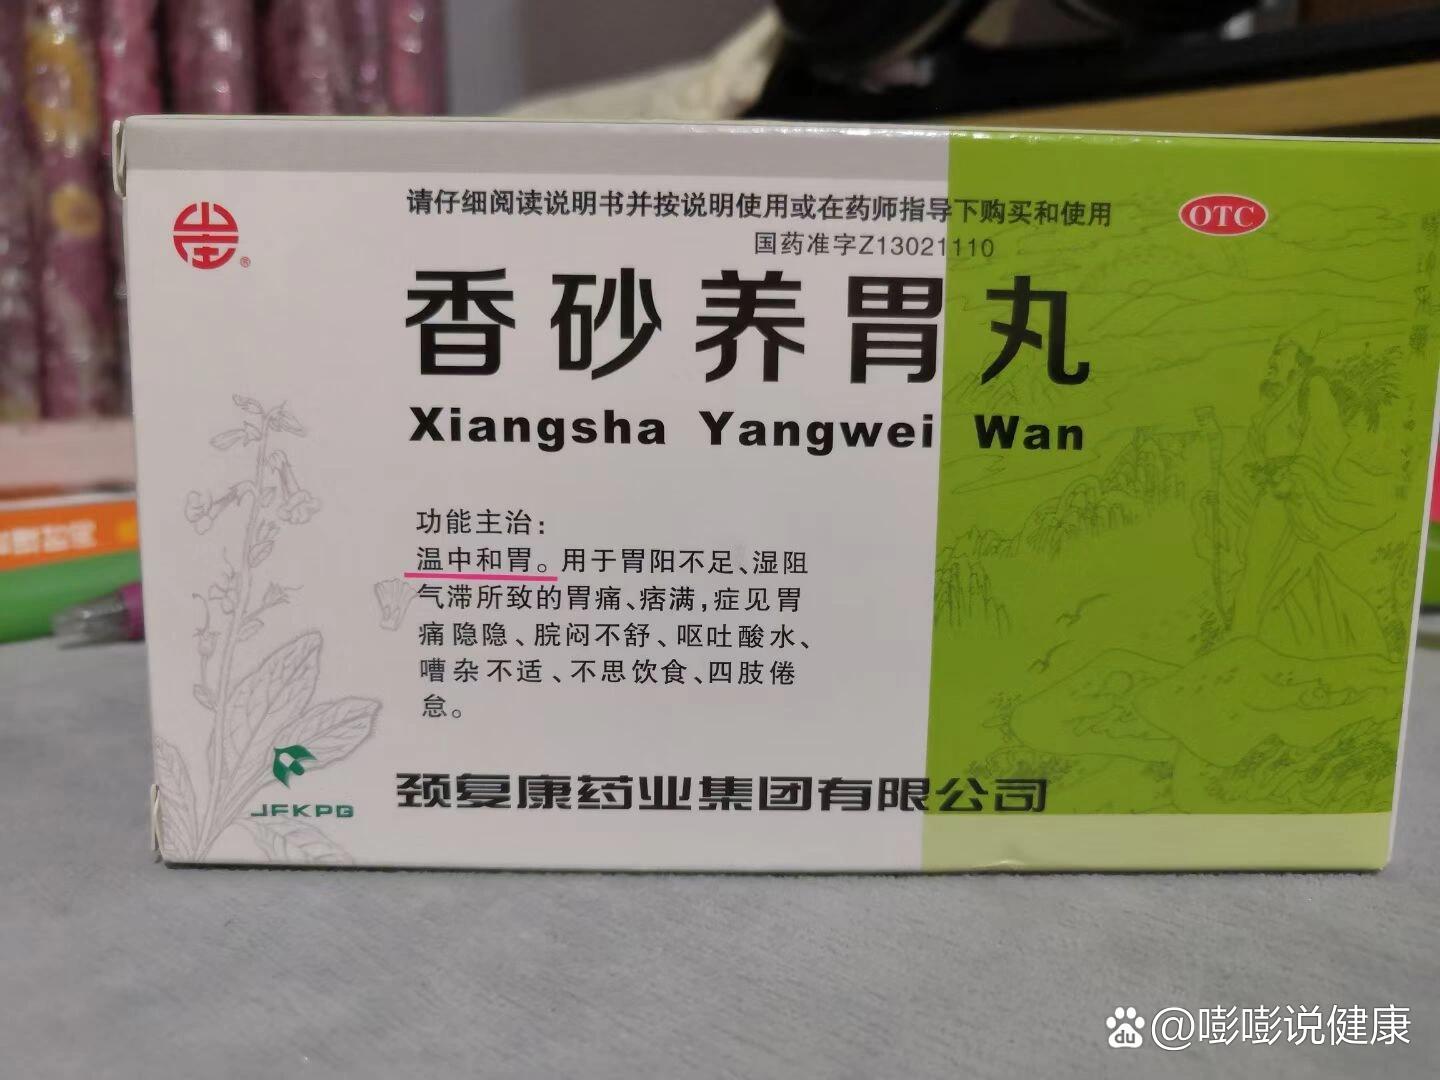 请仔细阅读说明书并按说明使用或在药师指导下购买和使用
OTC
国药准字Z13021110
®
香砂养胃丸
Xiangsha Yangwei Wan
功能主治：
温中和胃。用于胃阳不足、湿阻
气滞所致的胃痛、痞满,症见胃
痛隐隐、脘闷不舒、呕吐酸水、
嘈杂不适、不思饮食、四肢倦
怠。
JFKPG
颈复康药业集团有限公司
Bai du @嘭嘭说健康